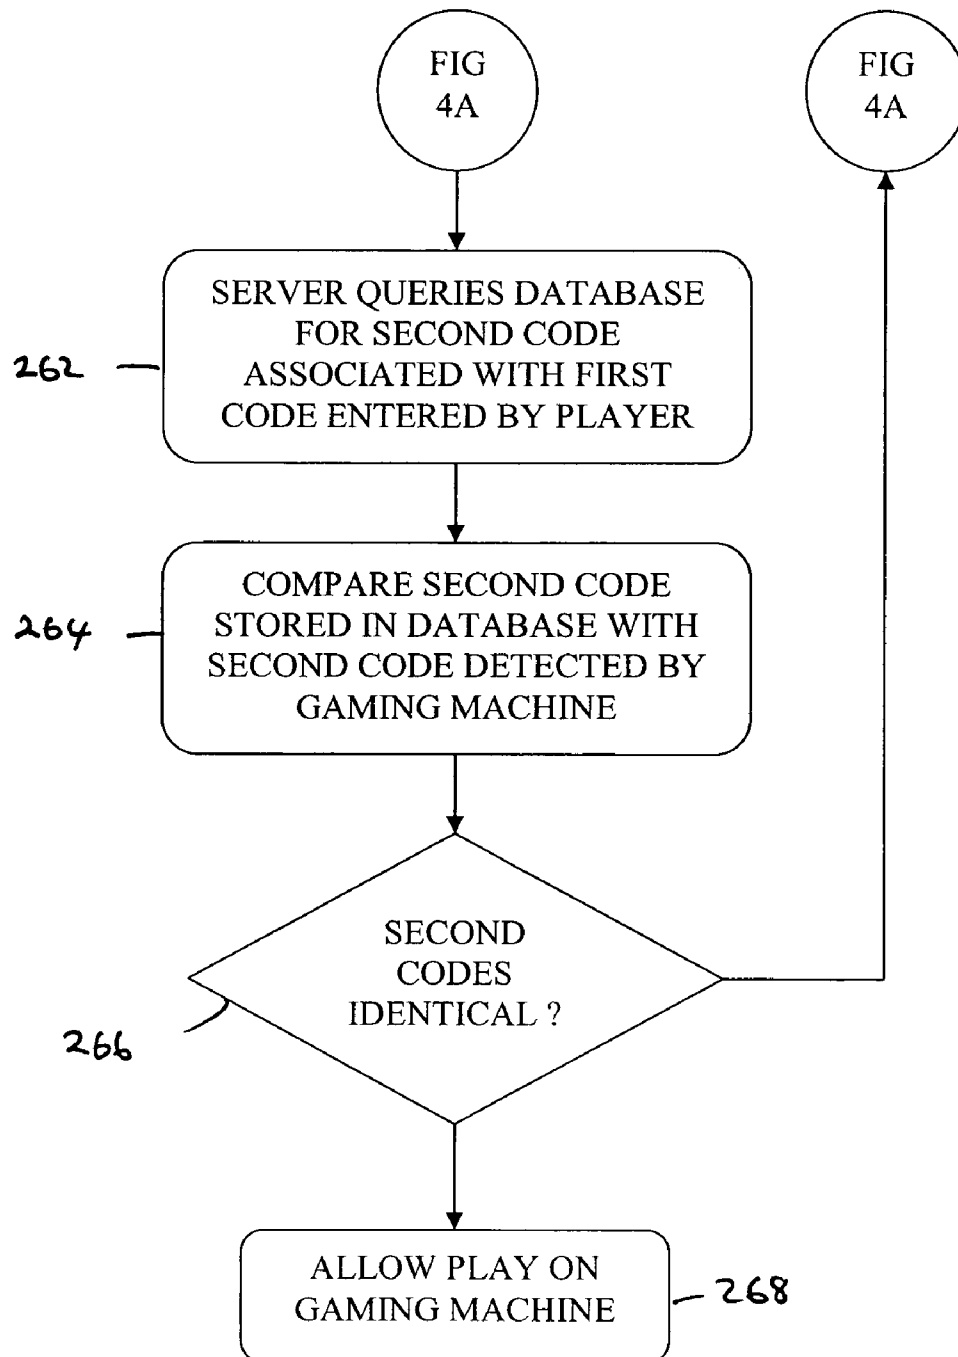 FIG
4A
FIG
4A
SERVER QUERIES DATABASE
FOR SECOND CODE
ASSOCIATED WITH FIRST
CODE ENTERED BY PLAYER
262
COMPARE SECOND CODE
STORED IN DATABASE WITH
SECOND CODE DETECTED BY
GAMING MACHINE
264
SECOND
CODES
IDENTICAL ?
266
ALLOW PLAY ON
GAMING MACHINE
268